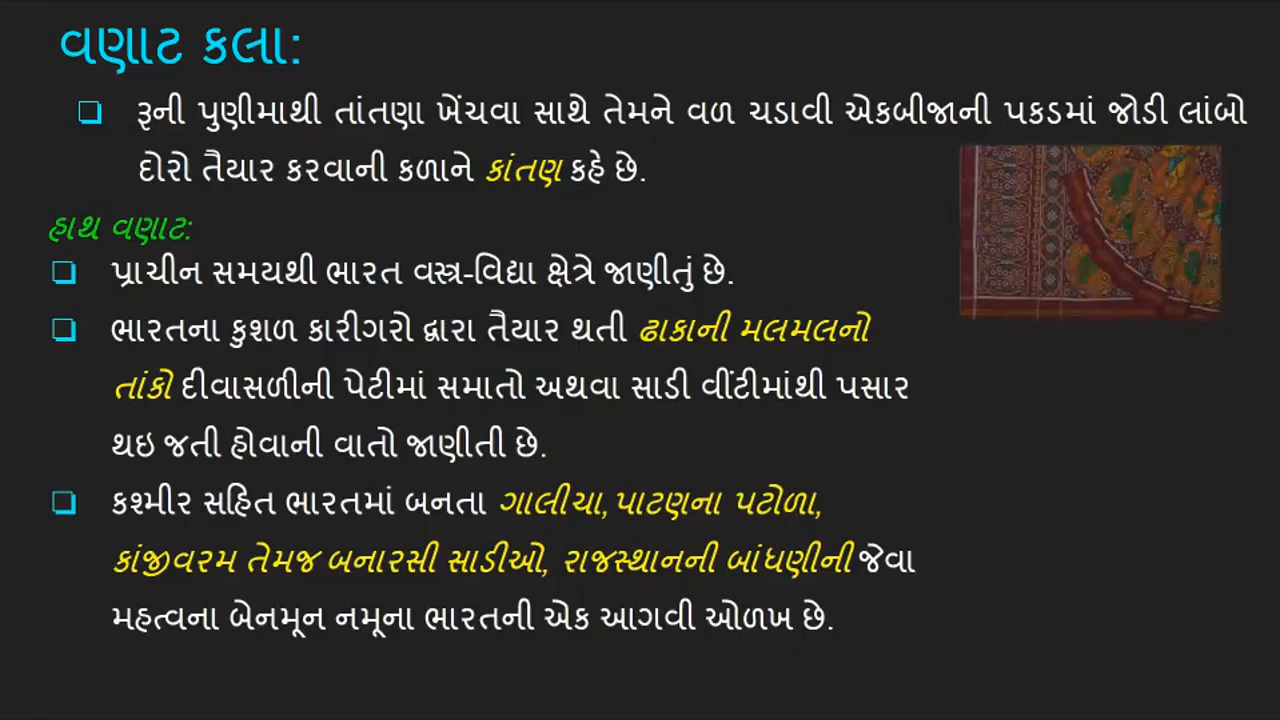 વણાટ કલા:
રૂની પુણીમાથી તાંતણા ખેંચવા સાથે તેમને વળ ચડાવી એકબીજાની પકડમાં જોડી લાંબો
દોરો તૈયાર કરવાની કળાને કાંતણ કહે છે.
હાથ વણાટ:
પ્રાચીન સમયથી ભારત વસ્ત્ર-વિદ્યા ક્ષેત્રે જાણીતું છે.
ભારતના કુશળ કારીગરો દ્વારા તૈયાર થતી ઢાકાની મલમલનો
તાંકો દીવાસળીની પેટીમાં સમાતો અથવા સાડી વીંટીમાંથી પસાર
થઇ જતી હોવાની વાતો જાણીતી છે.
કશ્મીર સહિત ભારતમાં બનતા ગાલીચા, પાટણના પટોળા,
કાંજીવરમ તેમજ બનારસી સાડીઓ, રાજસ્થાનની બાંધણીની જેવા
મહત્વના બેનમૂન નમૂના ભારતની એક આગવી ઓળખ છે.